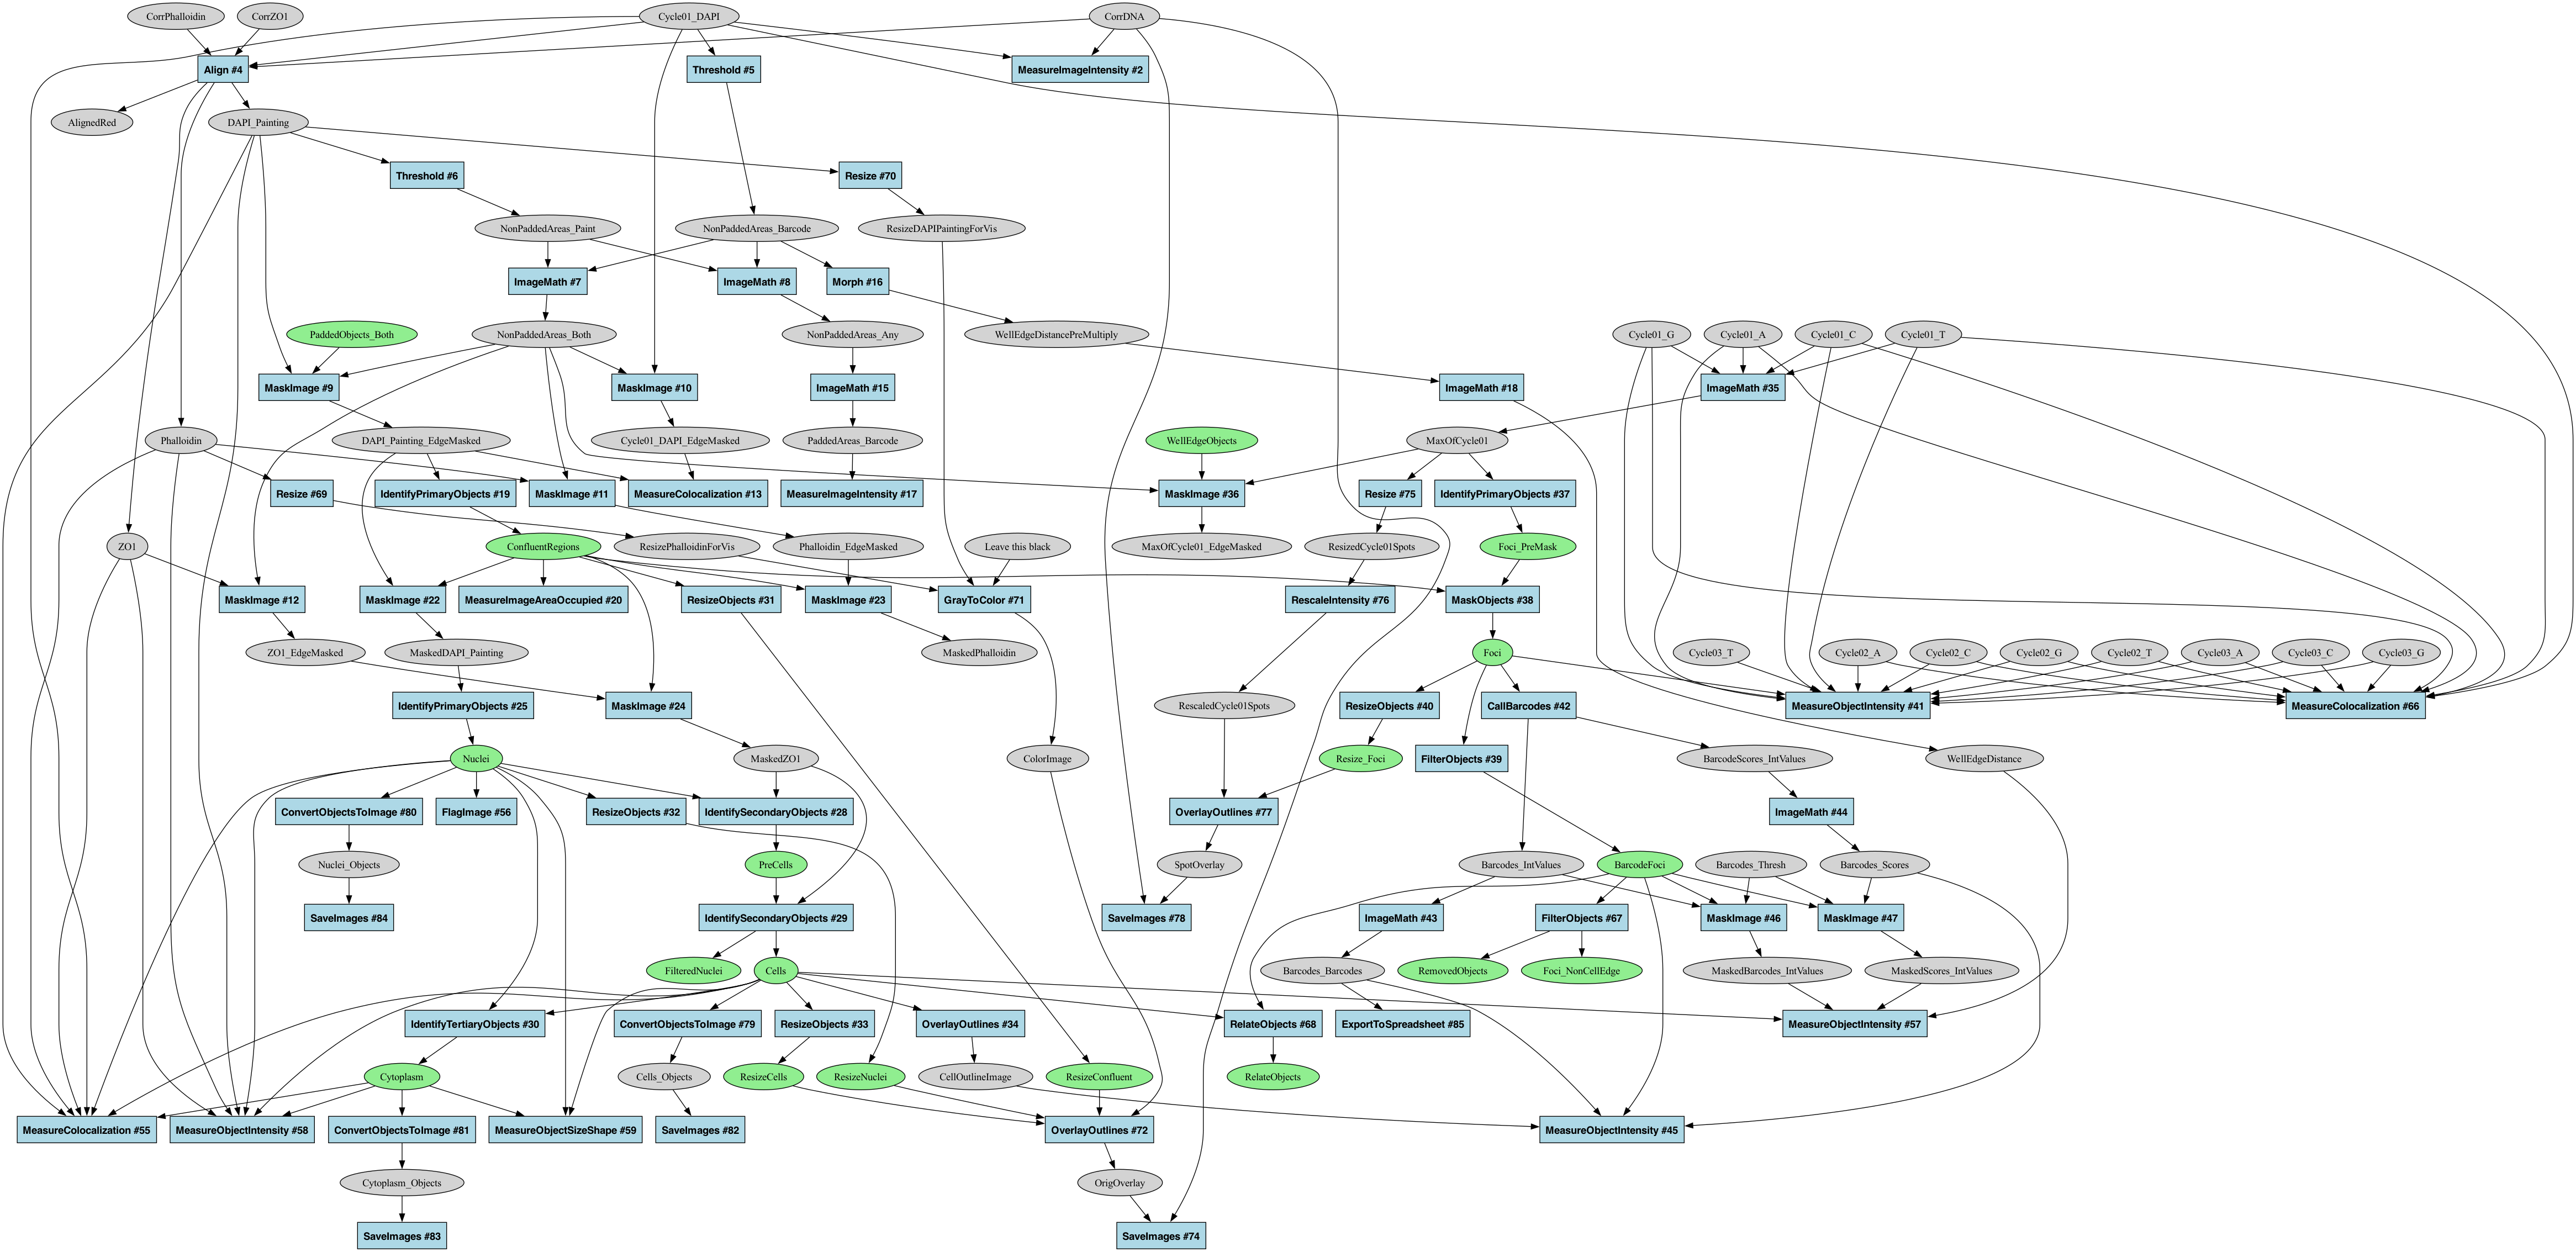 CorrPhalloidin
CorrZO1
Cycle01_DAPI
CorrDNA
Align #4
Threshold #5
MeasureImageIntensity #2
AlignedRed
DAPI_Painting
Threshold #6
Resize #70
NonPaddedAreas_Paint
NonPaddedAreas_Barcode
ResizeDAPIPaintingForVis
ImageMath #7
ImageMath #8
Morph #16
PaddedObjects_Both
NonPaddedAreas_Both
NonPaddedAreas_Any
WellEdgeDistancePreMultiply
Cycle01_G
Cycle01_A
Cycle01_C
Cycle01_T
MaskImage #9
MaskImage #10
ImageMath #15
ImageMath #18
ImageMath #35
Phalloidin
DAPI_Painting_EdgeMasked
Cycle01_DAPI_EdgeMasked
PaddedAreas_Barcode
WellEdgeObjects
MaxOfCycle01
Resize #69
IdentifyPrimaryObjects #19
MaskImage #11
MeasureColocalization #13
MeasureImageIntensity #17
MaskImage #36
Resize #75
IdentifyPrimaryObjects #37
ZO1
ConfluentRegions
ResizePhalloidinForVis
Phalloidin_EdgeMasked
Leave this black
MaxOfCycle01_EdgeMasked
ResizedCycle01Spots
Foci_PreMask
MaskImage #12
MaskImage #22
MeasureImageAreaOccupied #20
ResizeObjects #31
MaskImage #23
GrayToColor #71
RescaleIntensity #76
MaskObjects #38
ZO1_EdgeMasked
MaskedDAPI_Painting
MaskedPhalloidin
Foci
Cycle03_T
Cycle02_A
Cycle02_C
Cycle02_G
Cycle02_T
Cycle03_A
Cycle03_C
Cycle03_G
IdentifyPrimaryObjects #25
MaskImage #24
RescaledCycle01Spots
ResizeObjects #40
CallBarcodes #42
MeasureObjectIntensity #41
MeasureColocalization #66
Nuclei
MaskedZO1
ColorImage
Resize_Foci
FilterObjects #39
BarcodeScores_IntValues
WellEdgeDistance
ConvertObjectsToImage #80
FlagImage #56
ResizeObjects #32
IdentifySecondaryObjects #28
OverlayOutlines #77
ImageMath #44
Nuclei_Objects
PreCells
SpotOverlay
Barcodes_IntValues
BarcodeFoci
Barcodes_Thresh
Barcodes_Scores
SaveImages #84
IdentifySecondaryObjects #29
SaveImages #78
ImageMath #43
FilterObjects #67
MaskImage #46
MaskImage #47
FilteredNuclei
Cells
Barcodes_Barcodes
RemovedObjects
Foci_NonCellEdge
MaskedBarcodes_IntValues
MaskedScores_IntValues
IdentifyTertiaryObjects #30
ConvertObjectsToImage #79
ResizeObjects #33
OverlayOutlines #34
RelateObjects #68
ExportToSpreadsheet #85
MeasureObjectIntensity #57
Cytoplasm
Cells_Objects
ResizeCells
ResizeNuclei
CellOutlineImage
ResizeConfluent
RelateObjects
MeasureColocalization #55
MeasureObjectIntensity #58
ConvertObjectsToImage #81
MeasureObjectSizeShape #59
SaveImages #82
OverlayOutlines #72
MeasureObjectIntensity #45
Cytoplasm_Objects
OrigOverlay
SaveImages #83
SaveImages #74